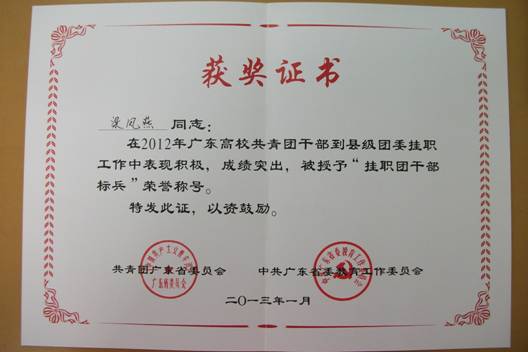 获奖证书
梁凤燕 同志：
在2012年广东高校共青团干部到县级团委挂职
工作中表现积极，成绩突出，被授予“挂职团干部
标兵”荣誉称号。
特发此证，以资鼓励。
共青团广东省委员会 中共广东省委教育工作委员会
二〇一三年一月